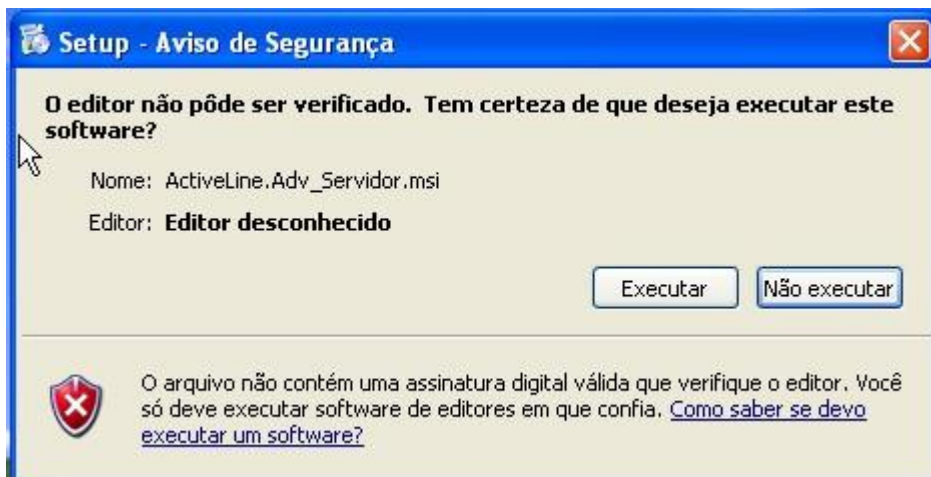 Setup - Aviso de Segurança
O editor não pôde ser verificado. Tem certeza de que deseja executar este
software?
Nome: ActiveLine.Adv_Servidor.msi
Editor: Editor desconhecido
Executar Não executar
O arquivo não contém uma assinatura digital válida que verifique o editor. Você
só deve executar software de editores em que confia. Como saber se devo
executar um software?